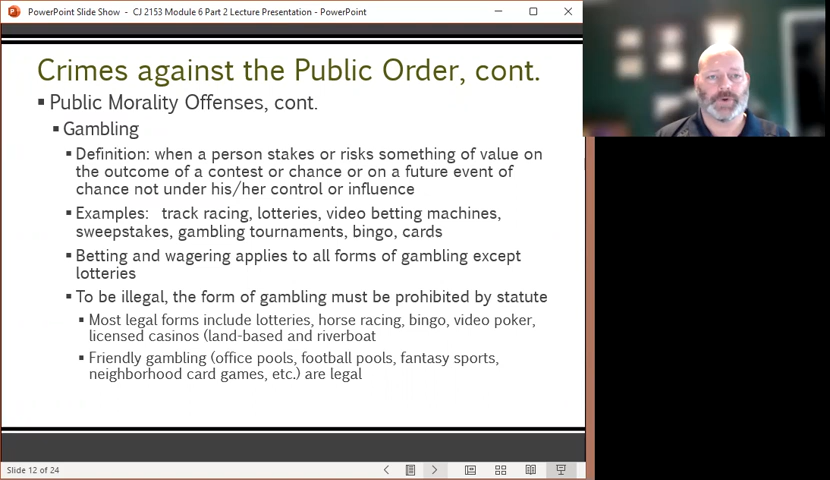 PowerPoint Slide Show - CJ 2153 Module 6 Part 2 Lecture Presentation - PowerPoint
Crimes against the Public Order, cont.
Public Morality Offenses, cont.
Gambling
Definition: when a person stakes or risks something of value on
the outcome of a contest or chance or on a future event of
chance not under his/her control or influence
Examples: track racing, lotteries, video betting machines,
sweepstakes, gambling tournaments, bingo, cards
Betting and wagering applies to all forms of gambling except
lotteries
To be illegal, the form of gambling must be prohibited by statute
Most legal forms include lotteries, horse racing, bingo, video poker,
licensed casinos (land-based and riverboat
Friendly gambling (office pools, football pools, fantasy sports,
neighborhood card games, etc.) are legal
Slide 12 of 24